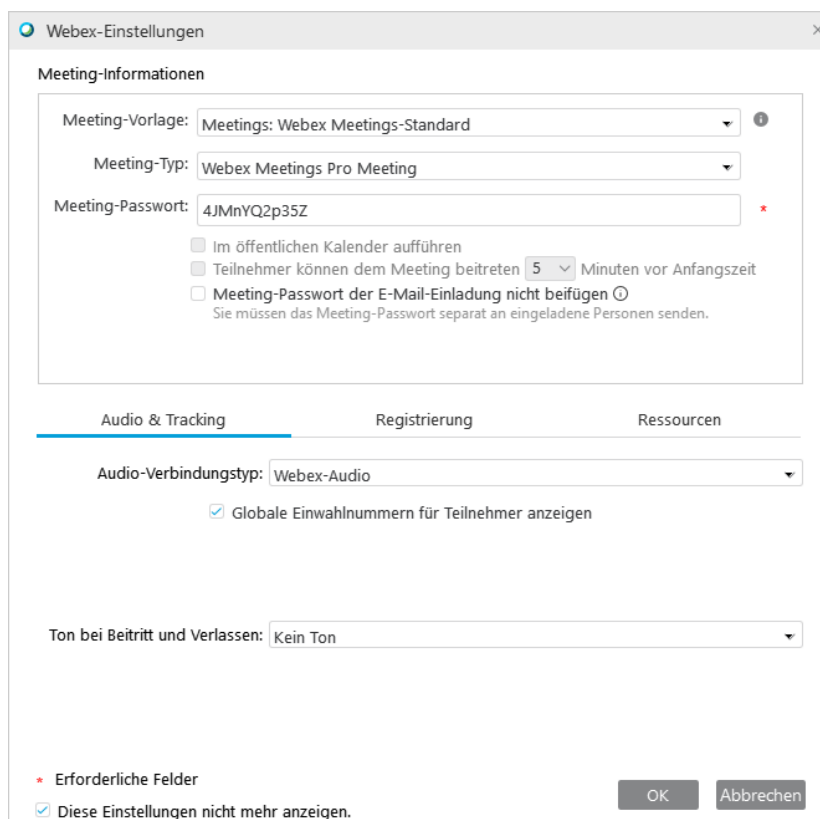 Webex-Einstellungen
Meeting-Informationen
Meeting-Vorlage: Meetings: Webex Meetings-Standard
Meeting-Typ: Webex Meetings Pro Meeting
Meeting-Passwort: 4JMnYQ2p35Z *
Im öffentlichen Kalender aufführen
Teilnehmer können dem Meeting beitreten 5 Minuten vor Anfangszeit
Meeting-Passwort der E-Mail-Einladung nicht beifügen
Sie müssen das Meeting-Passwort separat an eingeladene Personen senden.
Audio & Tracking Registrierung Ressourcen
Audio-Verbindungstyp: Webex-Audio
Globale Einwahlnummern für Teilnehmer anzeigen
Ton bei Beitritt und Verlassen: Kein Ton
* Erforderliche Felder
OK Abbrechen
Diese Einstellungen nicht mehr anzeigen.